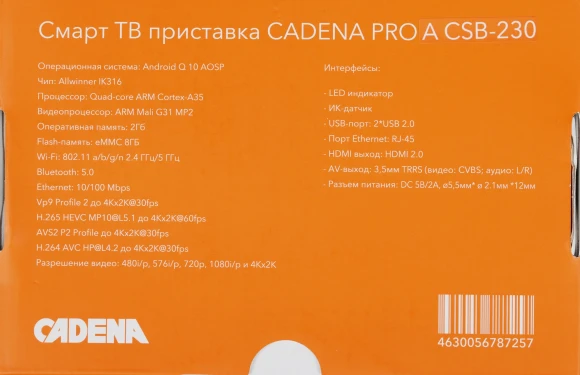 Смарт ТВ приставка CADENA PRO A CSB-230
Операционная система: Android Q 10 AOSP
Чип: Allwinner IK316
Процессор: Quad-core ARM Cortex-A35
Видеопроцессор: ARM Mali G31 MP2
Оперативная память: 2Гб
Flash-память: eMMC 8ГБ
Wi-Fi: 802.11 a/b/g/n 2.4 ГГц/5 ГГц
Bluetooth: 5.0
Ethernet: 10/100 Mbps
Vp9 Profile 2 до 4Kx2K@30fps
H.265 HEVC MP10@L5.1 до 4Kx2K@60fps
AVS2 P2 Profile до 4Kx2K@30fps
H.264 AVC HP@L4.2 до 4Kx2K@30fps
Разрешение видео: 480i/p, 576i/p, 720p, 1080i/p и 4Kx2K
Интерфейсы:
- LED индикатор
- ИК-датчик
- USB-порт: 2*USB 2.0
- Порт Ethernet: RJ-45
- HDMI выход: HDMI 2.0
- AV-выход: 3,5мм TRRS (видео: CVBS; аудио: L/R)
- Разъем питания: DC 5В/2А, ø5,5мм* ø 2.1мм *12мм
CADENA
4630056787257